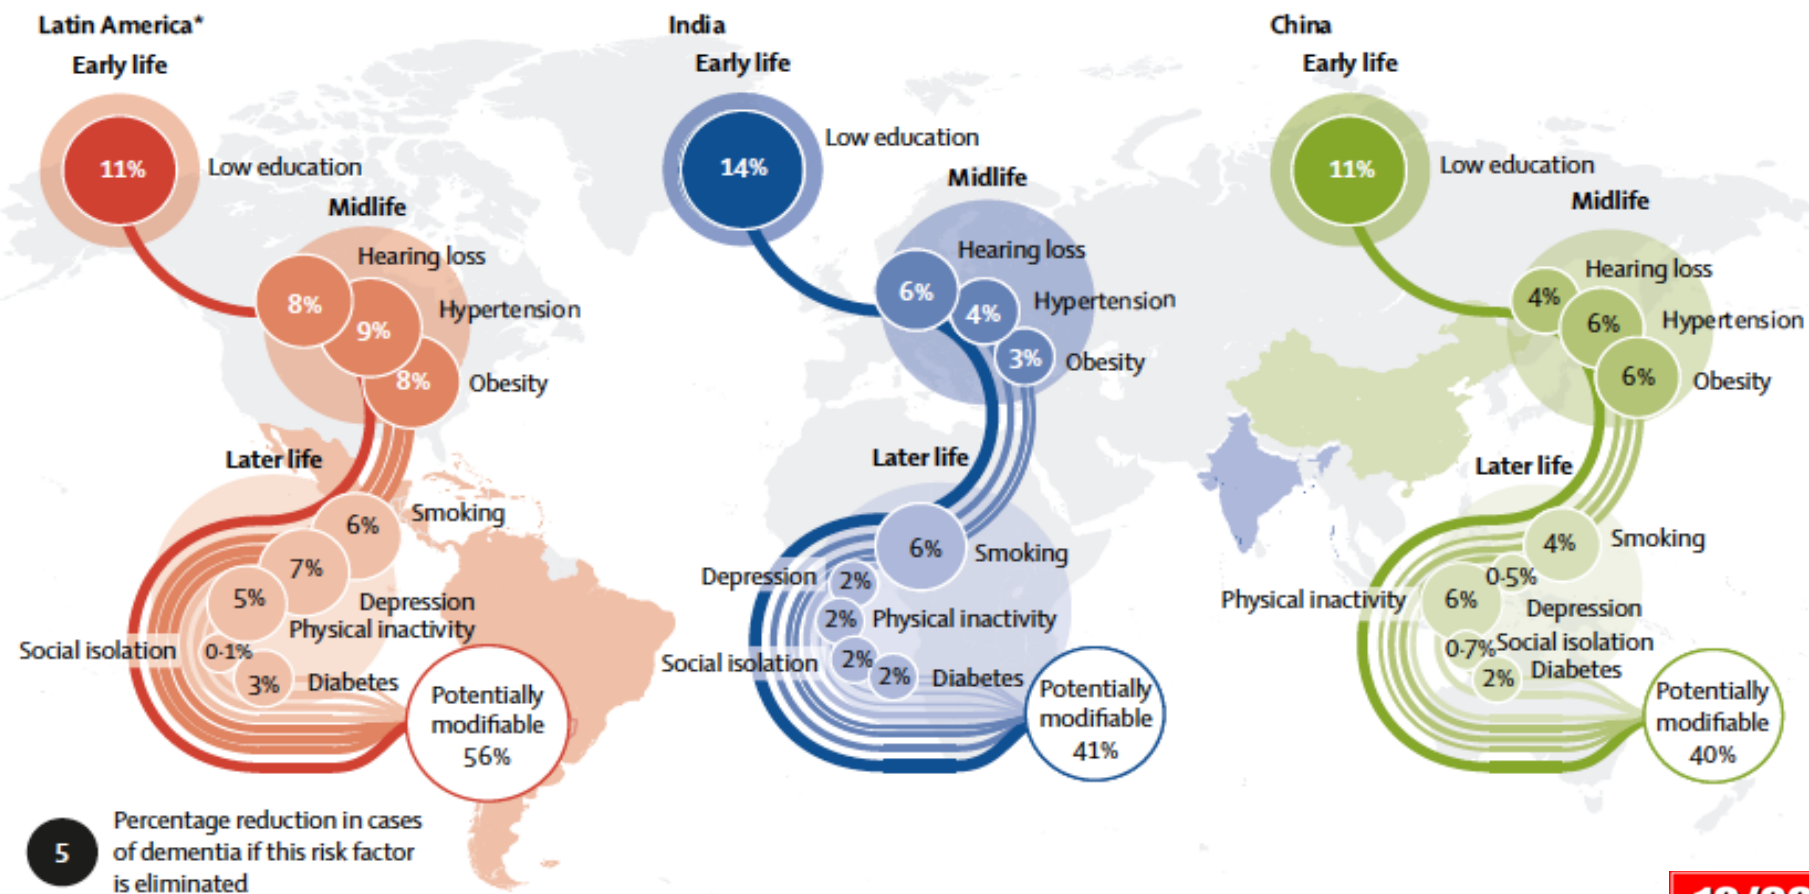 Latin America*
Early life
11%
Low education
Midlife
Hearing loss
8%
Hypertension
9%
8%
Obesity
Later life
6%
Smoking
7%
5%
Depression
Physical inactivity
Social isolation
0·1%
3%
Diabetes
Potentially
modifiable
56%
5
Percentage reduction in cases
of dementia if this risk factor
is eliminated
India
Early life
14%
Low education
Midlife
Hearing loss
6%
Hypertension
4%
3%
Obesity
Later life
6%
Smoking
Depression
2%
2%
Physical inactivity
Social isolation
2%
2%
Diabetes
Potentially
modifiable
41%
China
Early life
11%
Low education
Midlife
Hearing loss
4%
6%
Hypertension
6%
Obesity
Later life
4%
Smoking
0·5%
Physical inactivity
6%
Depression
0·7%
Social isolation
2%
Diabetes
Potentially
modifiable
40%